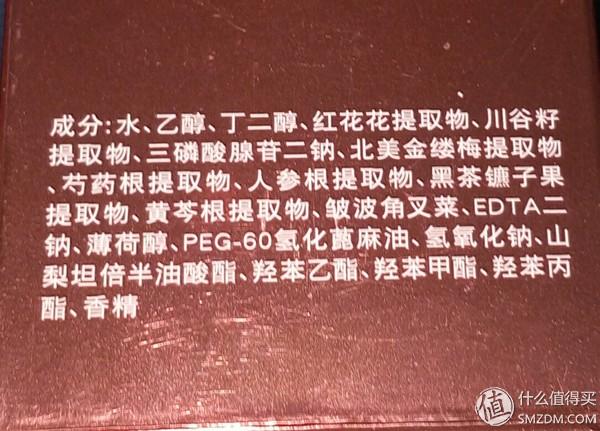 成分:水、乙醇、丁二醇、红花花提取物、川谷籽
提取物、三磷酸腺苷二钠、北美金缕梅提取物
、芍药根提取物、人参根提取物、黑茶镳子果
提取物、黄芩根提取物、皱波角叉菜、EDTA二
钠、薄荷醇、PEG-60氢化蓖麻油、氢氧化钠、山
梨坦倍半油酸酯、羟苯乙酯、羟苯甲酯、羟苯丙
酯、香精
值 什么值得买
SMZDM.COM